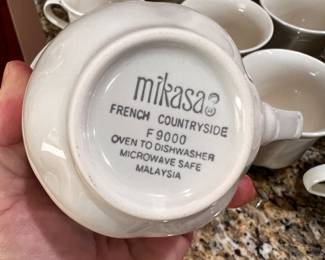 mikasa
FRENCH COUNTRYSIDE
F 9000
OVEN TO DISHWASHER
MICROWAVE SAFE
MALAYSIA